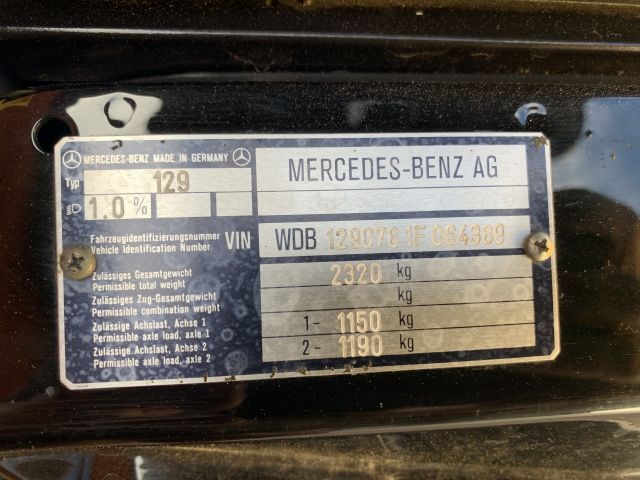 MERCEDES-BENZ MADE IN GERMANY
MERCEDES-BENZ AG
Typ 129
1.0%
Fahrzeugidentifizierungsnummer
Vehicle Identification Number
VIN WDB 129076 1F 064389
Zulässiges Gesamtgewicht
Permissible total weight
2320 kg
Zulässiges Zug-Gesamtgewicht
Permissible combination weight
kg
Zulässige Achslast, Achse 1
Permissible axle load, axle 1
1- 1150 kg
Zulässige Achslast, Achse 2
Permissible axle load, axle 2
2- 1190 kg